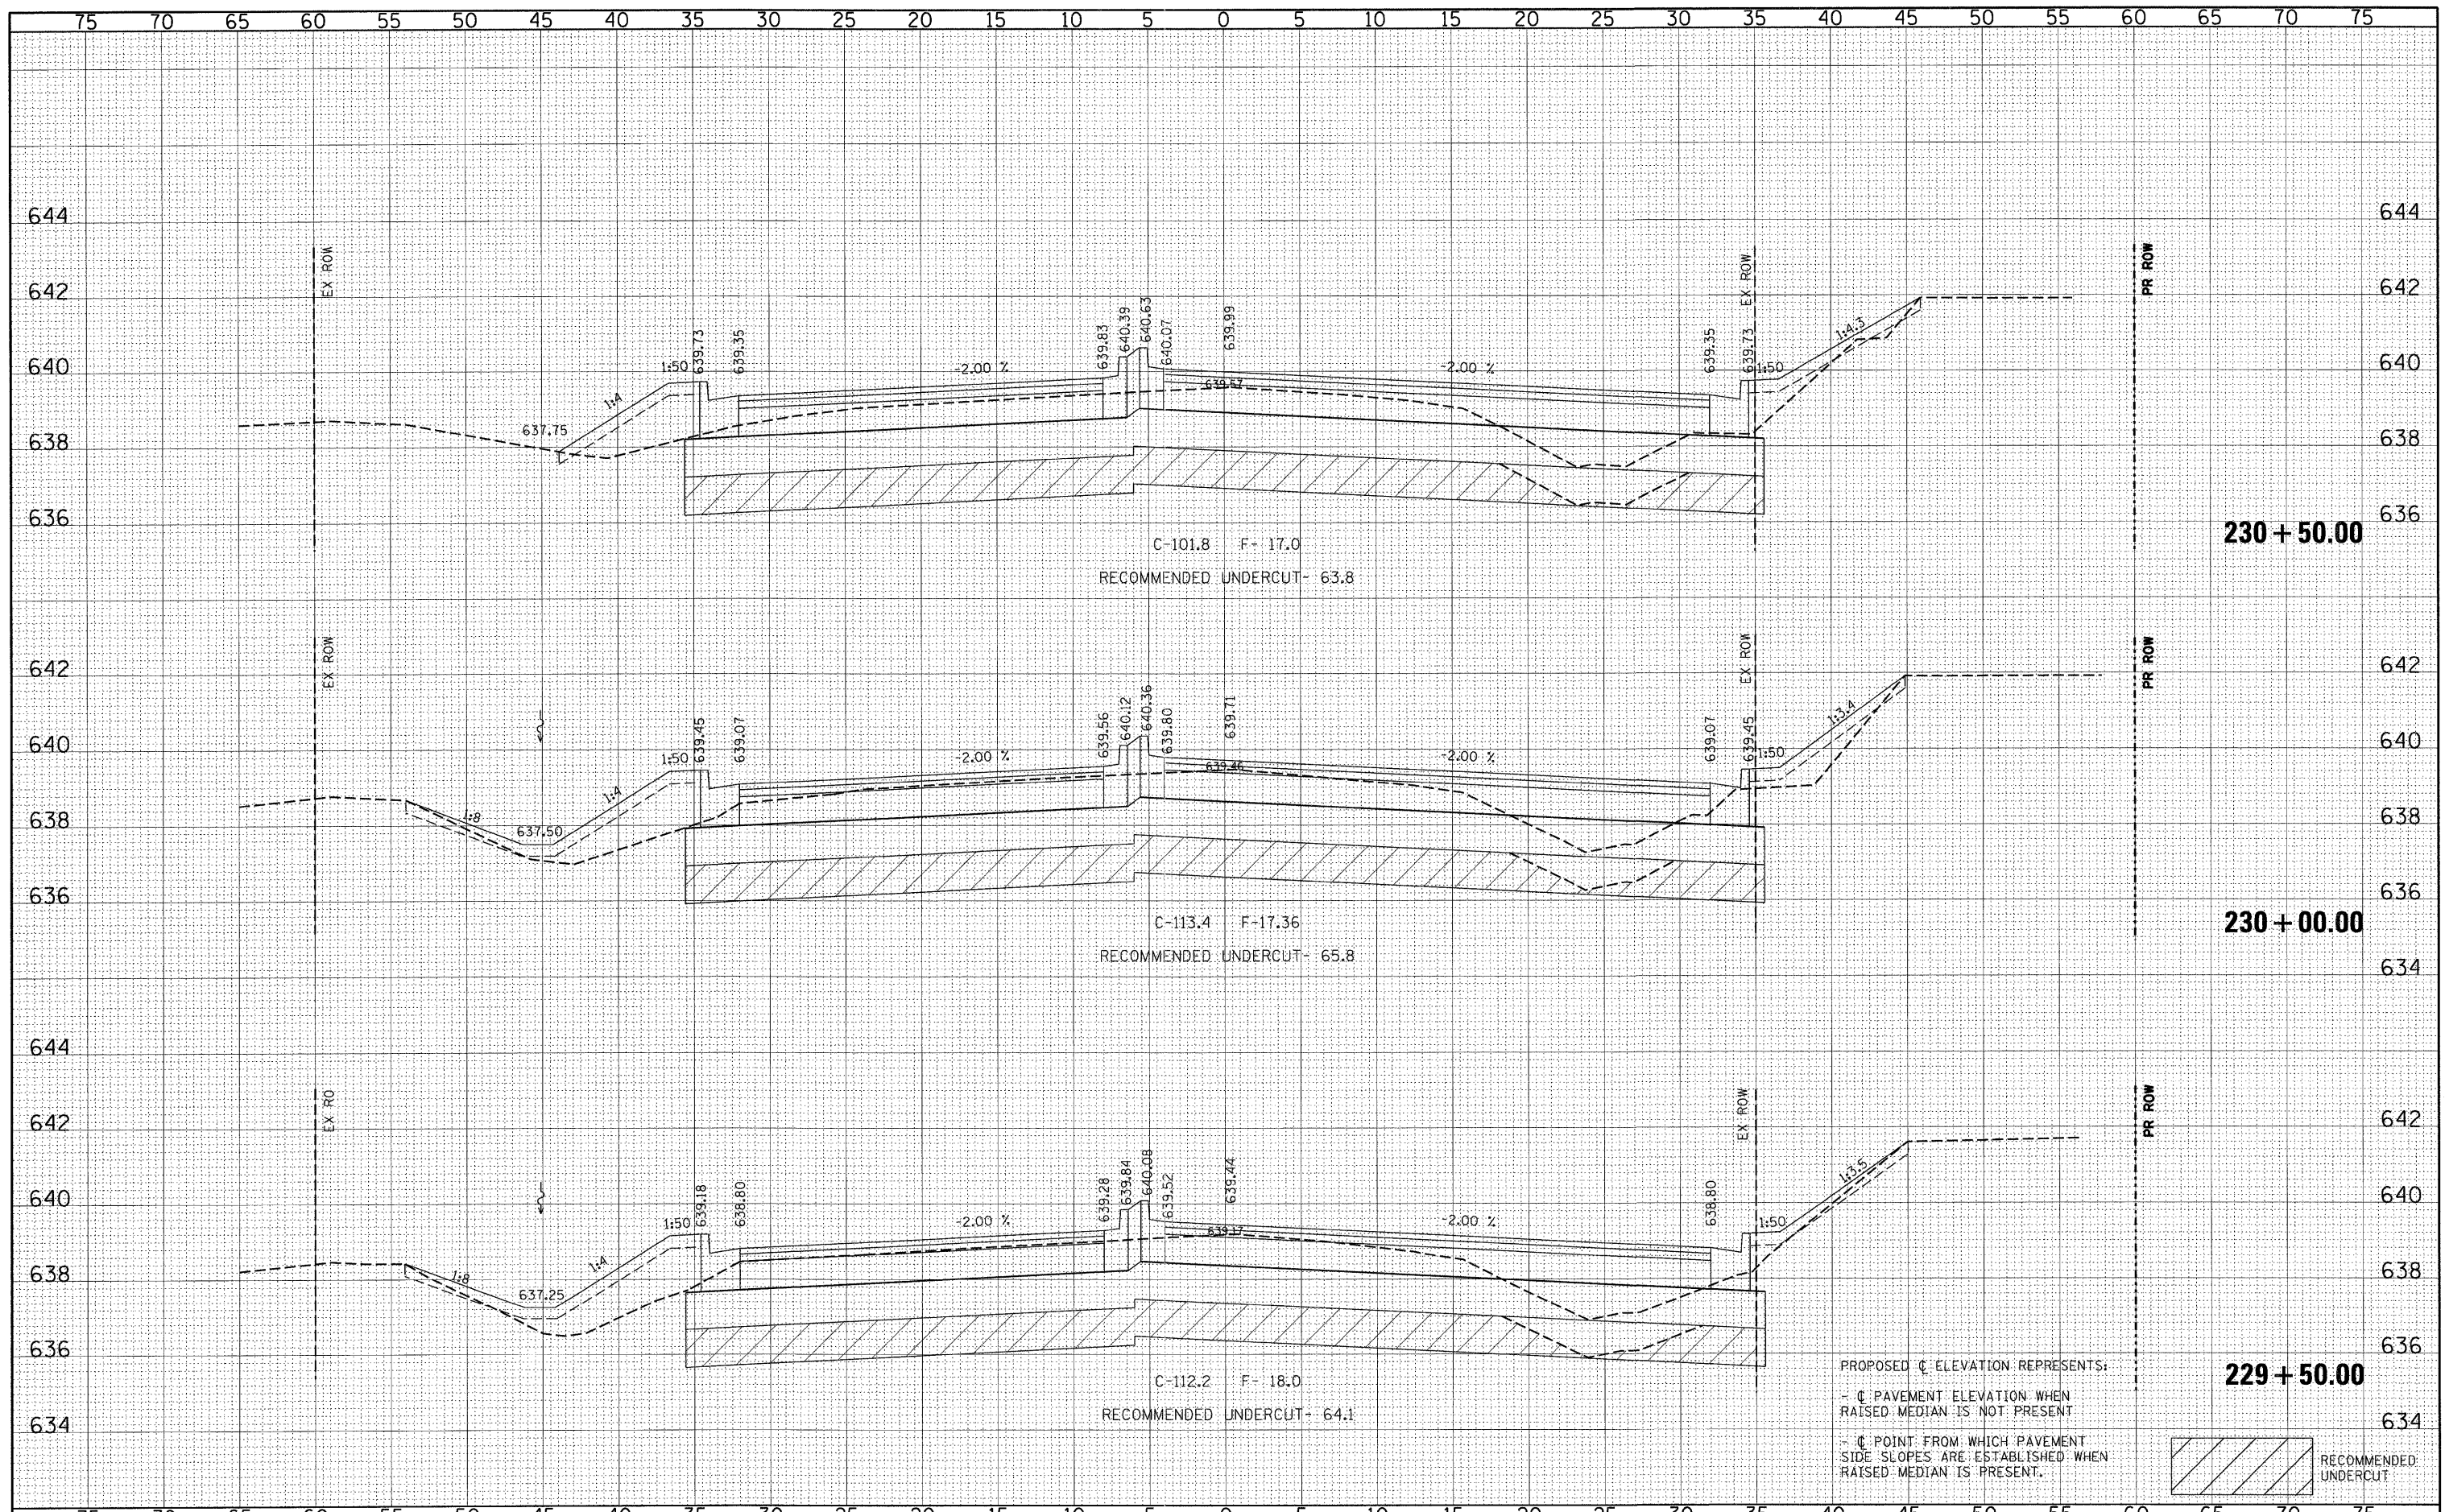 75 70 65 60 55 50 45 40 35 30 25 20 15 10 5 0 5 10 15 20 25 30 35 40 45 50 55 60 65 70 75
644 644
EX ROW EX ROW PR ROW
642 642
639.73 639.35 639.83 640.39 640.63 640.07 639.99 639.35 639.73
640 640
1:4 1:50 -2.00 % -2.00 % 1:50 1:4.3
639.57
637.75
638 638
636 636
230 + 50.00
C-101.8 F- 17.0
RECOMMENDED UNDERCUT- 63.8
EX ROW EX ROW PR ROW
642 642
639.45 639.07 639.56 640.12 640.36 639.80 639.71 639.07 639.45
640 640
1:8 1:4 1:50 -2.00 % -2.00 % 1:50 1:3.4
639.46
637.50
638 638
636 636
230 + 00.00
C-113.4 F-17.36
RECOMMENDED UNDERCUT- 65.8
634
644
EX RO EX ROW PR ROW
642 642
639.18 638.80 639.28 639.84 640.08 639.52 639.44 638.80
640 640
1:8 1:4 1:50 -2.00 % -2.00 % 1:50 1:3.5
639.17
637.25
638 638
636 636
229 + 50.00
C-112.2 F- 18.0
RECOMMENDED UNDERCUT- 64.1
634 634
PROPOSED ℄ ELEVATION REPRESENTS:
- ℄ PAVEMENT ELEVATION WHEN
RAISED MEDIAN IS NOT PRESENT
- ℄ POINT FROM WHICH PAVEMENT
SIDE SLOPES ARE ESTABLISHED WHEN
RAISED MEDIAN IS PRESENT.
RECOMMENDED
UNDERCUT
75 70 65 60 55 50 45 40 35 30 25 20 15 10 5 0 5 10 15 20 25 30 35 40 45 50 55 60 65 70 75